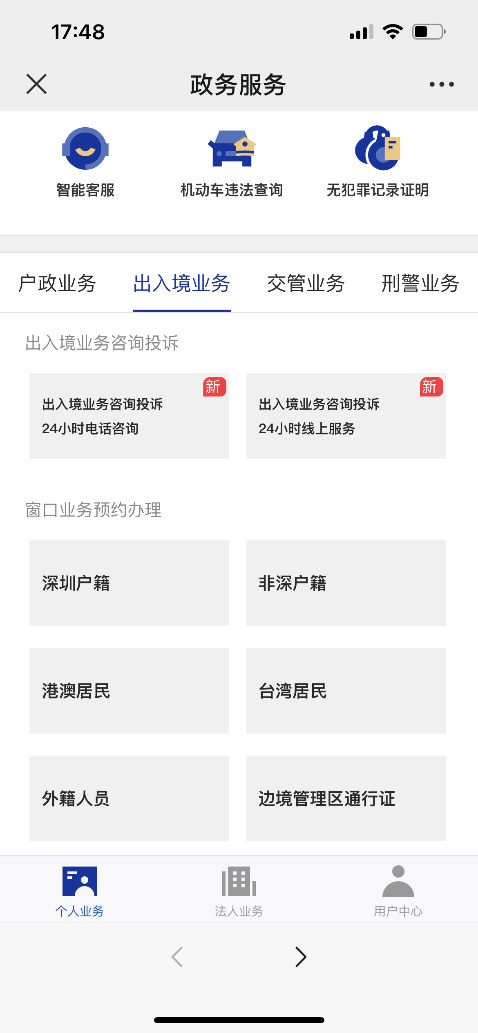 17:48
政务服务
智能客服
机动车违法查询
无犯罪记录证明
户政业务
出入境业务
交管业务
刑警业务
出入境业务咨询投诉
新
出入境业务咨询投诉
24小时电话咨询
新
出入境业务咨询投诉
24小时线上服务
窗口业务预约办理
深圳户籍
非深户籍
港澳居民
台湾居民
外籍人员
边境管理区通行证
个人业务
法人业务
用户中心